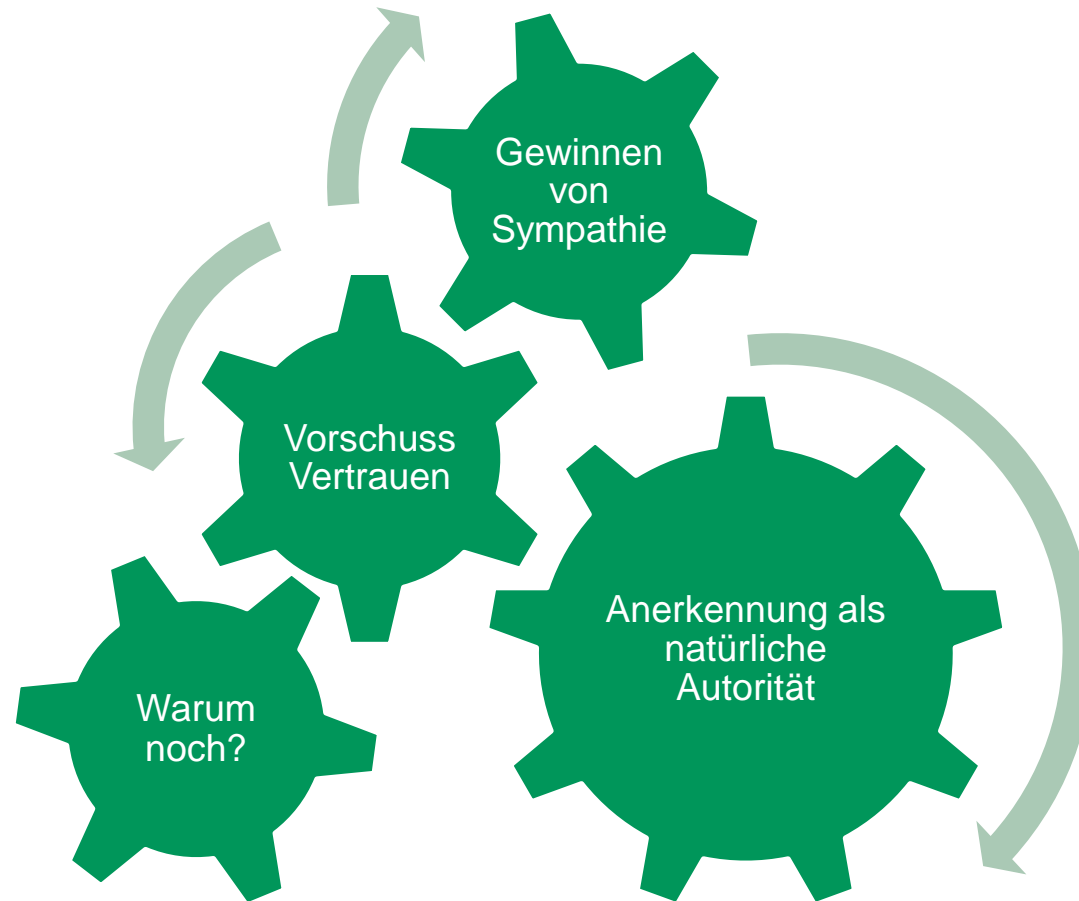 Gewinnen
von
Sympathie
Vorschuss
Vertrauen
Anerkennung als
natürliche
Autorität
Warum
noch?